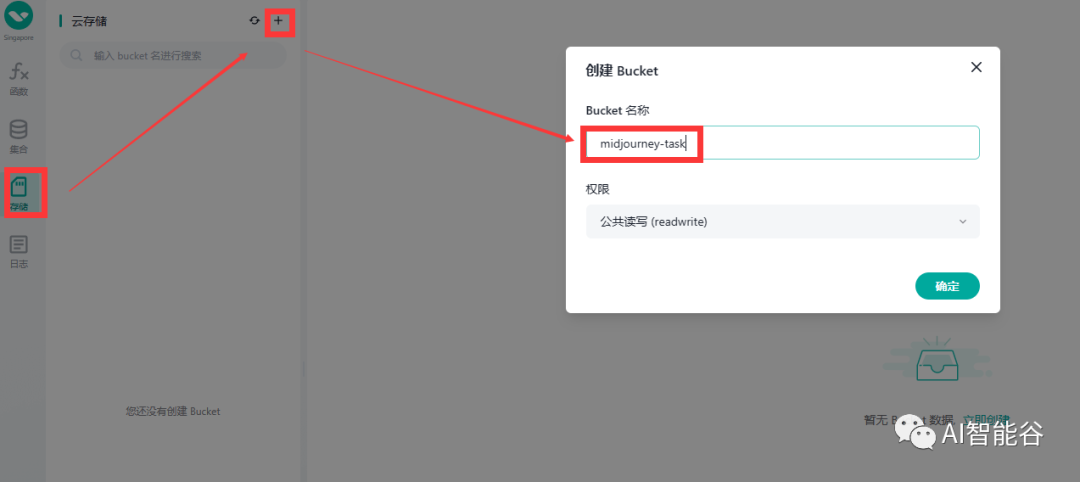 Singapore
函数
集合
存储
日志
云存储
输入 bucket 名进行搜索
您还没有创建 Bucket
创建 Bucket
Bucket 名称
midjourney-task
权限
公共读写 (readwrite)
确定
暂无 B
数据,
立即创建
AI智能谷